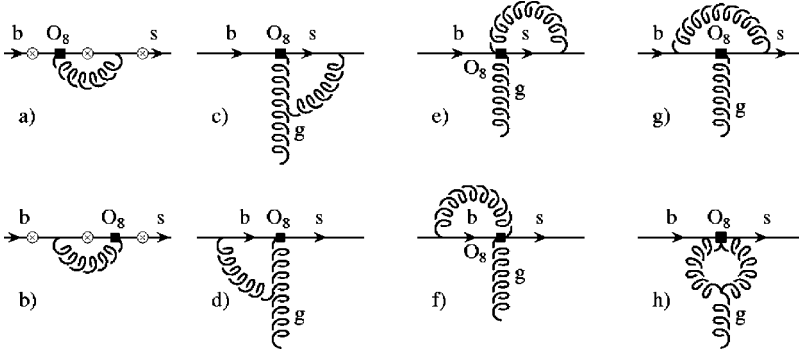 b O₈ s
a)
b O₈ s
c) g
b s
O₈ g
e)
b O₈ s
g) g
b O₈ s
b)
b O₈ s
d) g
b s
O₈ g
f)
b O₈ s
h) g